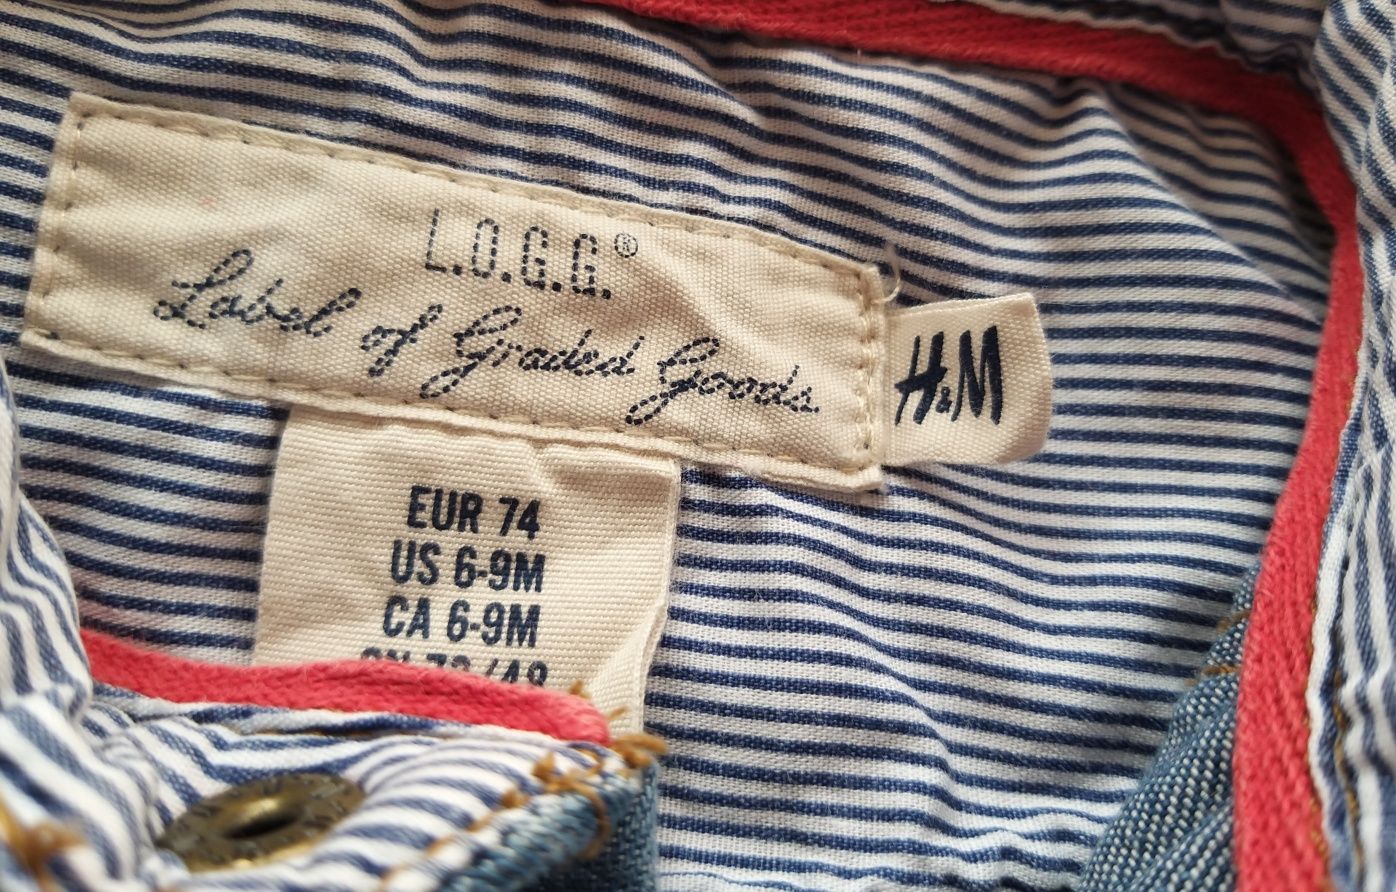 L.O.G.G.®
Label of Graded Goods
H&M
EUR 74
US 6-9M
CA 6-9M